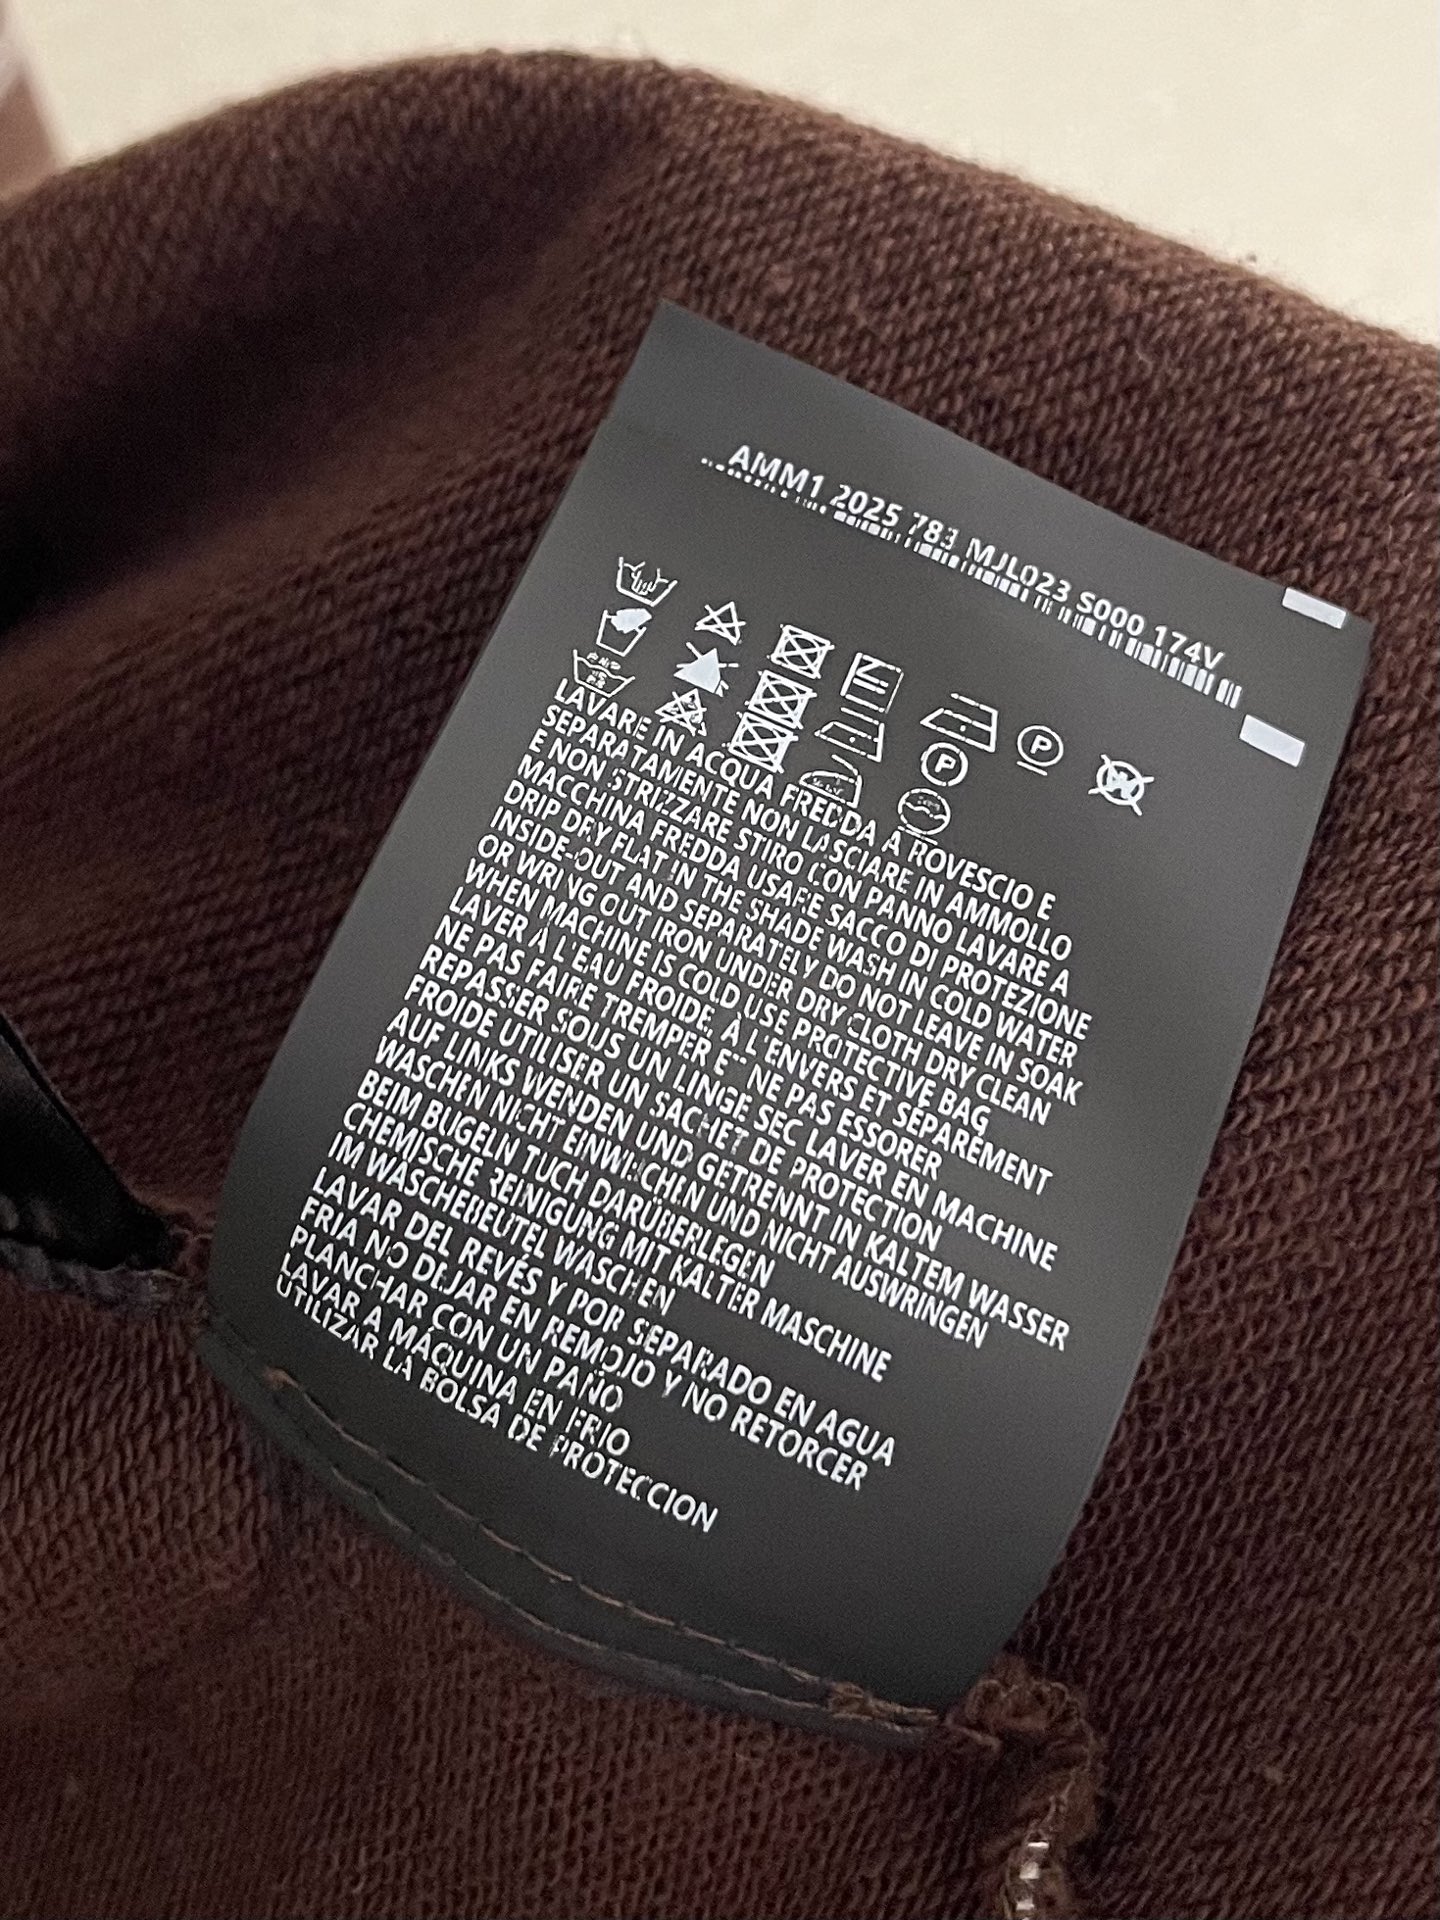 AMM1 2025 783 MJL023 S000 174V
P
P
W
LAVARE IN ACQUA FREDDA A ROVESCIO E
SEPARATAMENTE NON LASCIARE IN AMMOLLO
E NON STRIZZARE STIRO CON PANNO LAVARE A
MACCHINA FREDDA USARE SACCO DI PROTEZIONE
DRIP DRY FLAT IN THE SHADE WASH IN COLD WATER
INSIDE-OUT AND SEPARATELY DO NOT LEAVE IN SOAK
OR WRING OUT IRON UNDER DRY CLOTH DRY CLEAN
WHEN MACHINE IS COLD USE PROTECTIVE BAG
LAVER À L'EAU FROIDE, À L'ENVERS ET SÉPARÉMENT
NE PAS FAIRE TREMPER ET NE PAS ESSORER
REPASSER SOUS UN LINGE SEC LAVER EN MACHINE
FROIDE UTILISER UN SACHET DE PROTECTION
AUF LINKS WENDEN UND GETRENNT IN KALTEM WASSER
WASCHEN NICHT EINWEICHEN UND NICHT AUSWRINGEN
BEIM BUGELN TUCH DARÜBERLEGEN
CHEMISCHE REINIGUNG MIT KALTER MASCHINE
IM WASCHEBEUTEL WASCHEN
LAVAR DEL REVÉS Y POR SEPARADO EN AGUA
FRIA NO DEJAR EN REMOJO Y NO RETORCER
PLANCHAR CON UN PAÑO
LAVAR A MÁQUINA EN FRIO
UTILIZAR LA BOLSA DE PROTECCION